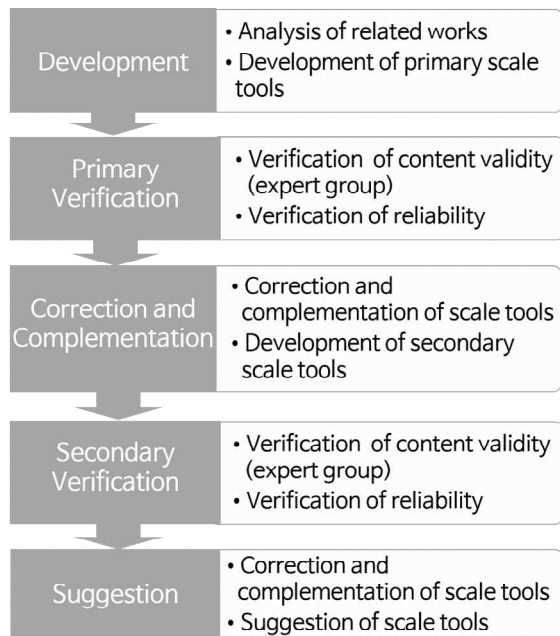 Development
• Analysis of related works
• Development of primary scale
tools
Primary
Verification
• Verification of content validity
(expert group)
• Verification of reliability
Correction and
Complementation
• Correction and
complementation of scale tools
• Development of secondary
scale tools
Secondary
Verification
• Verification of content validity
(expert group)
• Verification of reliability
Suggestion
• Correction and
complementation of scale tools
• Suggestion of scale tools